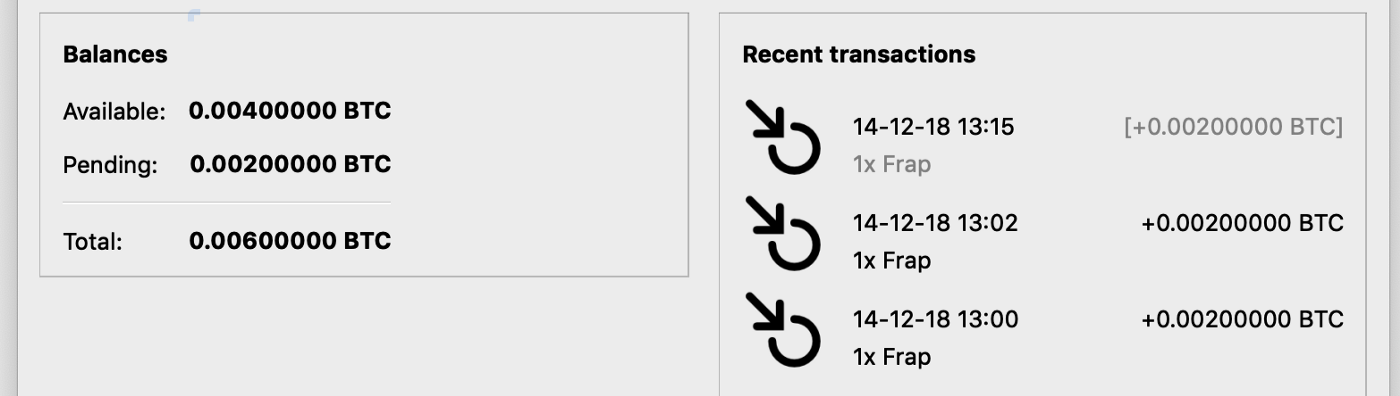 Balances
Available: 0.00400000 BTC
Pending: 0.00200000 BTC
Total: 0.00600000 BTC
Recent transactions
14-12-18 13:15 [+0.00200000 BTC]
1x Frap
14-12-18 13:02 +0.00200000 BTC
1x Frap
14-12-18 13:00 +0.00200000 BTC
1x Frap